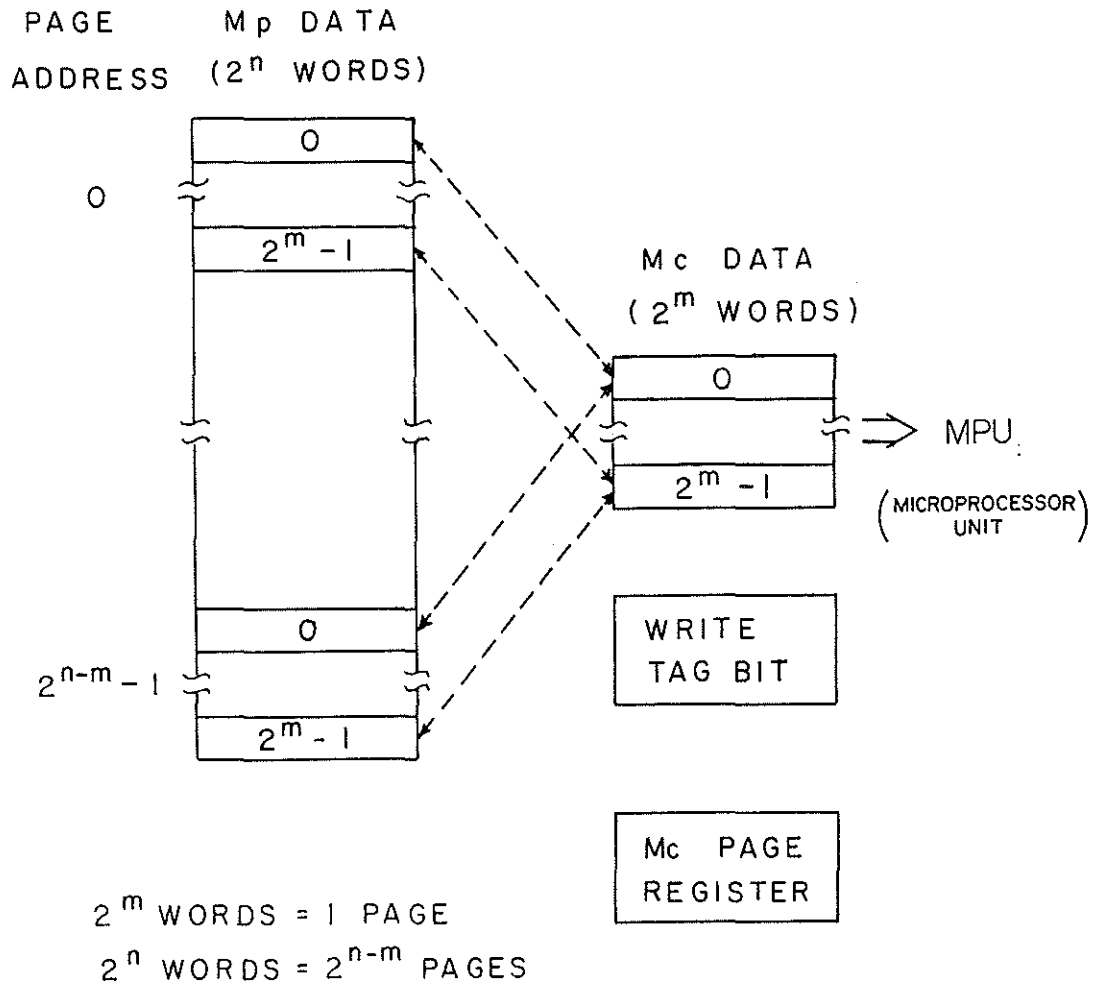 PAGE
ADDRESS
Mp DATA
(2^n WORDS)
0
0
2^m - 1
Mc DATA
(2^m WORDS)
0
2^m - 1
MPU
(MICROPROCESSOR
UNIT)
0
2^n-m - 1
2^m - 1
WRITE
TAG BIT
Mc PAGE
REGISTER
2^m WORDS = 1 PAGE
2^n WORDS = 2^n-m PAGES